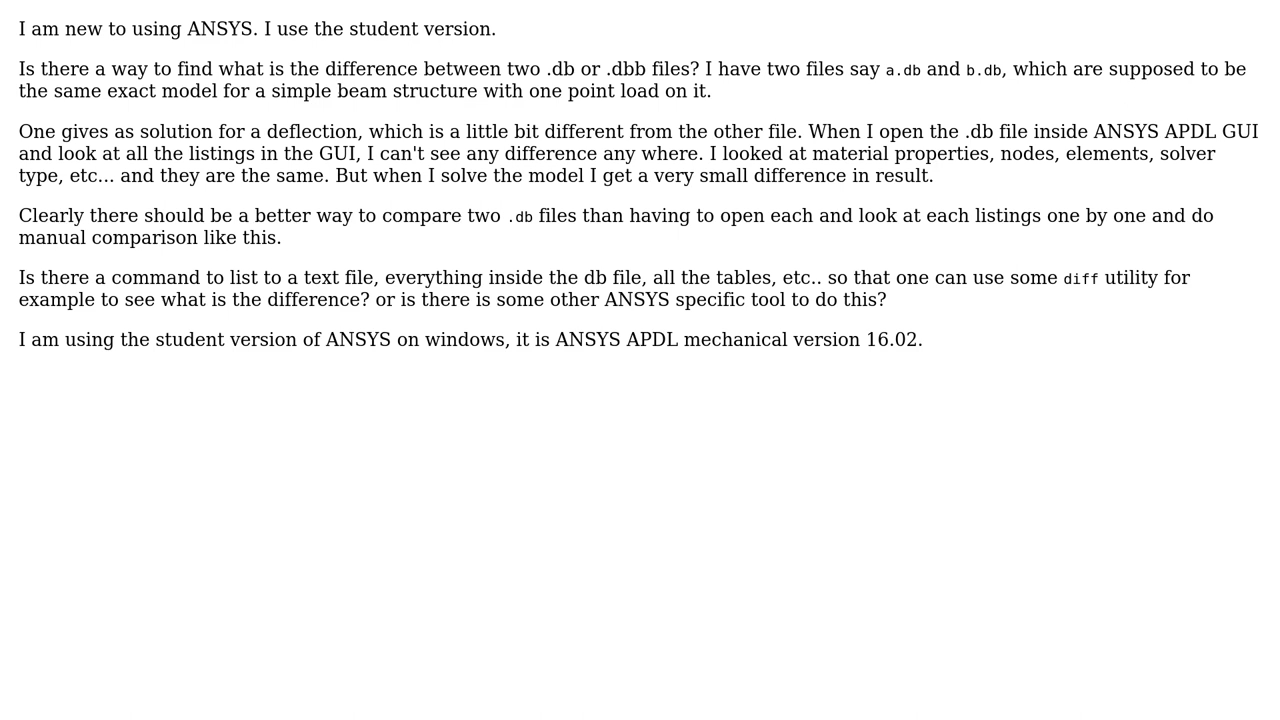 I am new to using ANSYS. I use the student version.
Is there a way to find what is the difference between two .db or .dbb files? I have two files say a.db and b.db, which are supposed to be
the same exact model for a simple beam structure with one point load on it.
One gives as solution for a deflection, which is a little bit different from the other file. When I open the .db file inside ANSYS APDL GUI
and look at all the listings in the GUI, I can't see any difference any where. I looked at material properties, nodes, elements, solver
type, etc... and they are the same. But when I solve the model I get a very small difference in result.
Clearly there should be a better way to compare two .db files than having to open each and look at each listings one by one and do
manual comparison like this.
Is there a command to list to a text file, everything inside the db file, all the tables, etc.. so that one can use some diff utility for
example to see what is the difference? or is there is some other ANSYS specific tool to do this?
I am using the student version of ANSYS on windows, it is ANSYS APDL mechanical version 16.02.